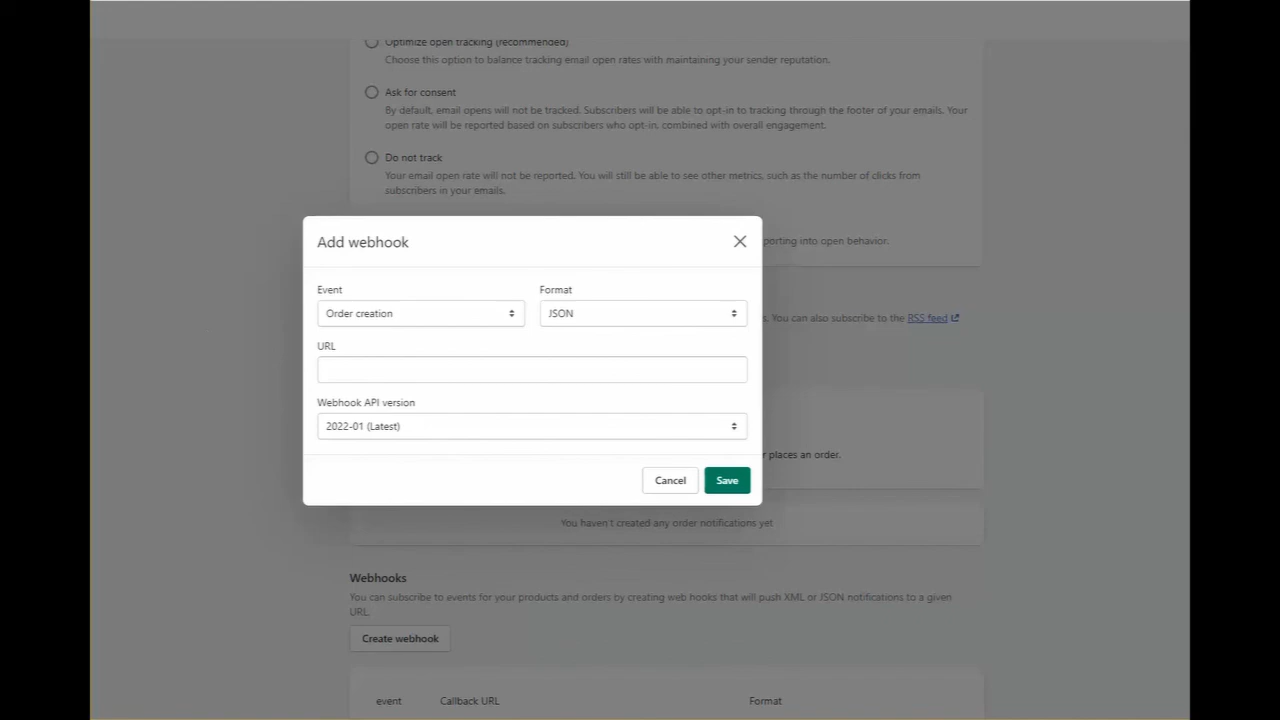 Optimize open tracking (recommended)
Choose this option to balance tracking email open rates with maintaining your sender reputation.
Ask for consent
By default, email opens will not be tracked. Subscribers will be able to opt-in to tracking through the footer of your emails. Your
open rate will be reported based on subscribers who opt-in, combined with overall engagement.
Do not track
Your email open rate will not be reported. You will still be able to see other metrics, such as the number of clicks from
subscribers in your emails.
porting into open behavior.
Add webhook
Event
Format
Order creation
JSON
s. You can also subscribe to the RSS feed
URL
Webhook API version
2022-01 (Latest)
r places an order.
Cancel
Save
You haven't created any order notifications yet
Webhooks
You can subscribe to events for your products and orders by creating web hooks that will push XML or JSON notifications to a given
URL.
Create webhook
event
Callback URL
Format